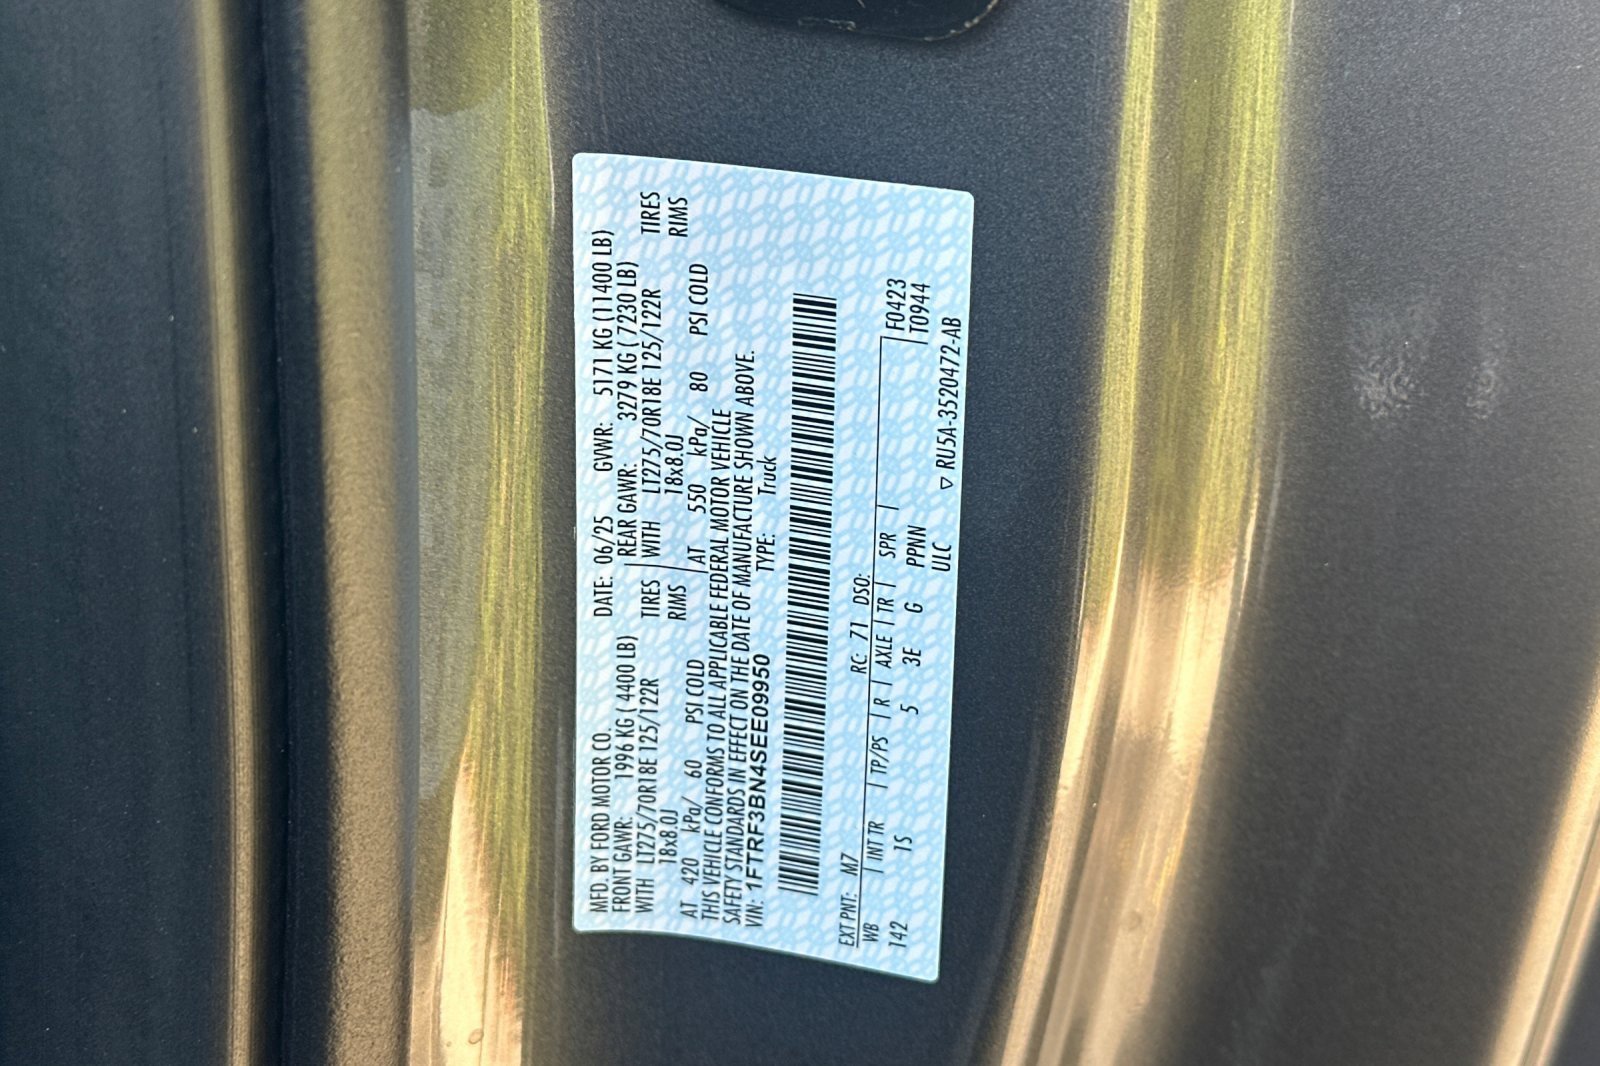 MFD. BY FORD MOTOR CO. DATE: 06/25 GVWR: 5171 KG (11400 LB)
FRONT GAWR: 1996 KG (4400 LB) REAR GAWR: 3279 KG (7230 LB)
WITH LT275/70R18E 125/122R TIRES WITH LT275/70R18E 125/122R TIRES
18x8.0J RIMS 18x8.0J RIMS
AT 420 kPa/ 60 PSI COLD AT 550 kPa/ 80 PSI COLD
THIS VEHICLE CONFORMS TO ALL APPLICABLE FEDERAL MOTOR VEHICLE
SAFETY STANDARDS IN EFFECT ON THE DATE OF MANUFACTURE SHOWN ABOVE.
VIN: 1FTRF3BN4SEE09950 TYPE: Truck
EXT PNT: M7 RC: 71 DSO:
WB | INT TR | TP/PS | R | AXLE | TR | SPR | F0423
142 1S 5 3E G PPNN T0944
ULC ▽ RU5A-3520472-AB